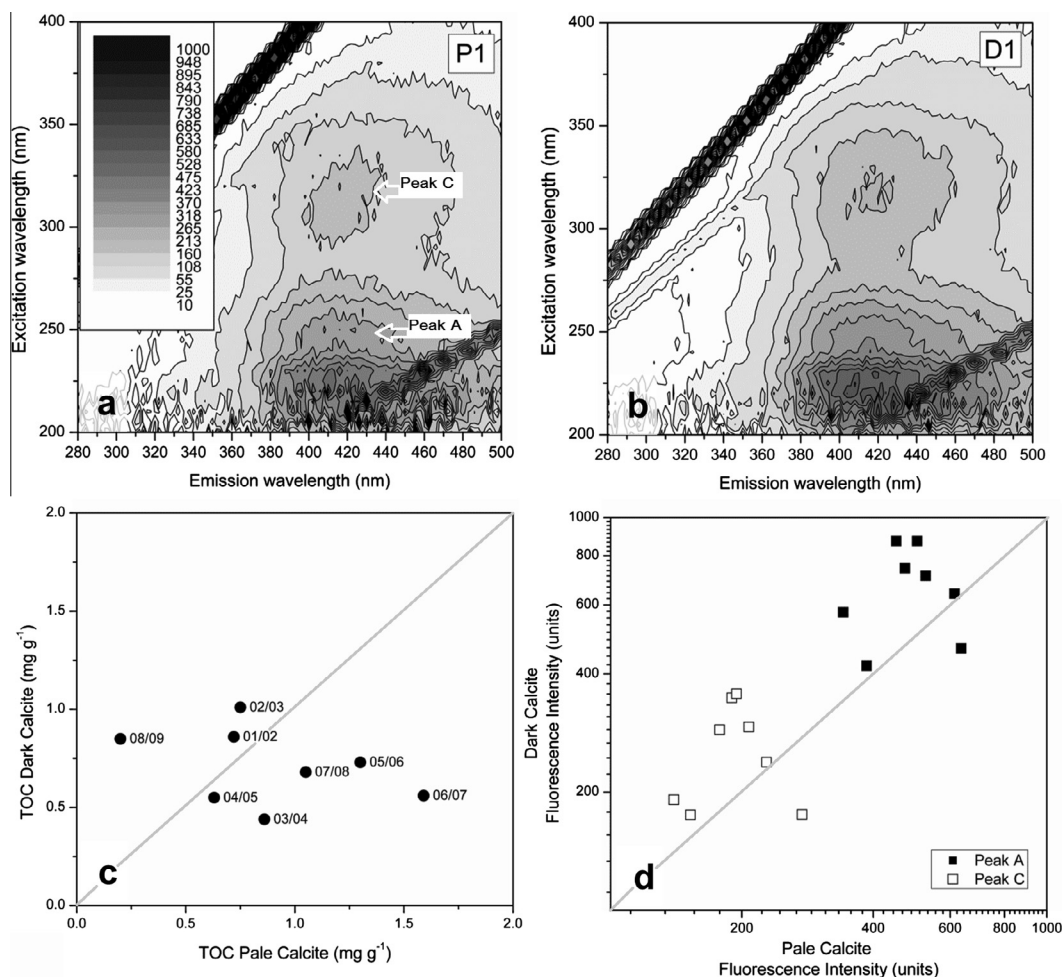 400
350
300
250
200
Excitation wavelength (nm)
1000
948
895
843
790
738
685
633
580
528
475
423
370
318
265
213
160
108
55
25
10
P1
Peak C
Peak A
a
280 300 320 340 360 380 400 420 440 460 480 500
Emission wavelength (nm)
400
350
300
250
200
Excitation wavelength (nm)
D1
b
280 300 320 340 360 380 400 420 440 460 480 500
Emission wavelength (nm)
2.0
1.5
1.0
0.5
0.0
TOC Dark Calcite (mg g⁻¹)
02/03
08/09
01/02
05/06
07/08
06/07
04/05
03/04
c
0.0 0.5 1.0 1.5 2.0
TOC Pale Calcite (mg g⁻¹)
1000
800
600
400
200
Dark Calcite
Fluorescence Intensity (units)
Peak A
Peak C
d
200 400 600 800 1000
Pale Calcite
Fluorescence Intensity (units)